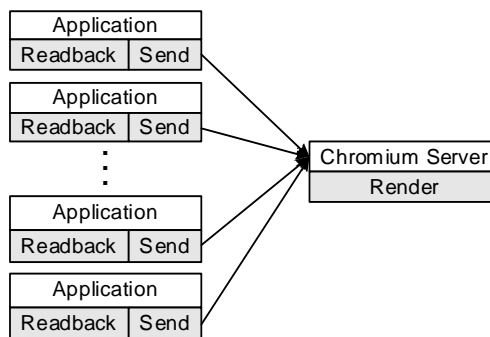 Application
Readback Send
Application
Readback Send
Chromium Server
Render
Application
Readback Send
Application
Readback Send